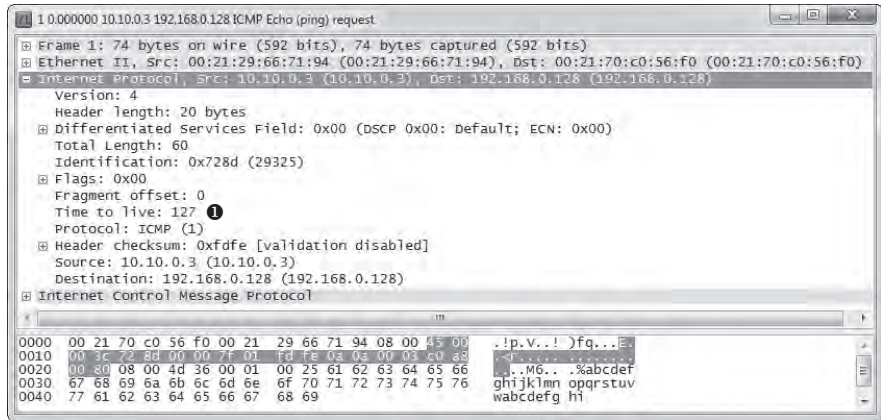 1 0.000000 10.10.0.3 192.168.0.128 ICMP Echo (ping) request
Frame 1: 74 bytes on wire (592 bits), 74 bytes captured (592 bits)
Ethernet II, Src: 00:21:29:66:71:94 (00:21:29:66:71:94), Dst: 00:21:70:c0:56:f0 (00:21:70:c0:56:f0)
Internet Protocol, Src: 10.10.0.3 (10.10.0.3), Dst: 192.168.0.128 (192.168.0.128)
Version: 4
Header length: 20 bytes
Differentiated Services Field: 0x00 (DSCP 0x00: Default; ECN: 0x00)
Total Length: 60
Identification: 0x728d (29325)
Flags: 0x00
Fragment offset: 0
Time to live: 127 ❶
Protocol: ICMP (1)
Header checksum: 0xfdfe [validation disabled]
Source: 10.10.0.3 (10.10.0.3)
Destination: 192.168.0.128 (192.168.0.128)
Internet Control Message Protocol
0000 00 21 70 c0 56 f0 00 21 29 66 71 94 08 00 45 00 .!p.V..! )fq...E.
0010 00 3c 72 8d 00 00 7f 01 fd fe 0a 0a 00 03 c0 a8 .<r..... ........
0020 00 80 08 00 4d 36 00 01 00 25 61 62 63 64 65 66 ....M6.. .%abcdef
0030 67 68 69 6a 6b 6c 6d 6e 6f 70 71 72 73 74 75 76 ghijklmn opqrstuv
0040 77 61 62 63 64 65 66 67 68 69 wabcdefg hi